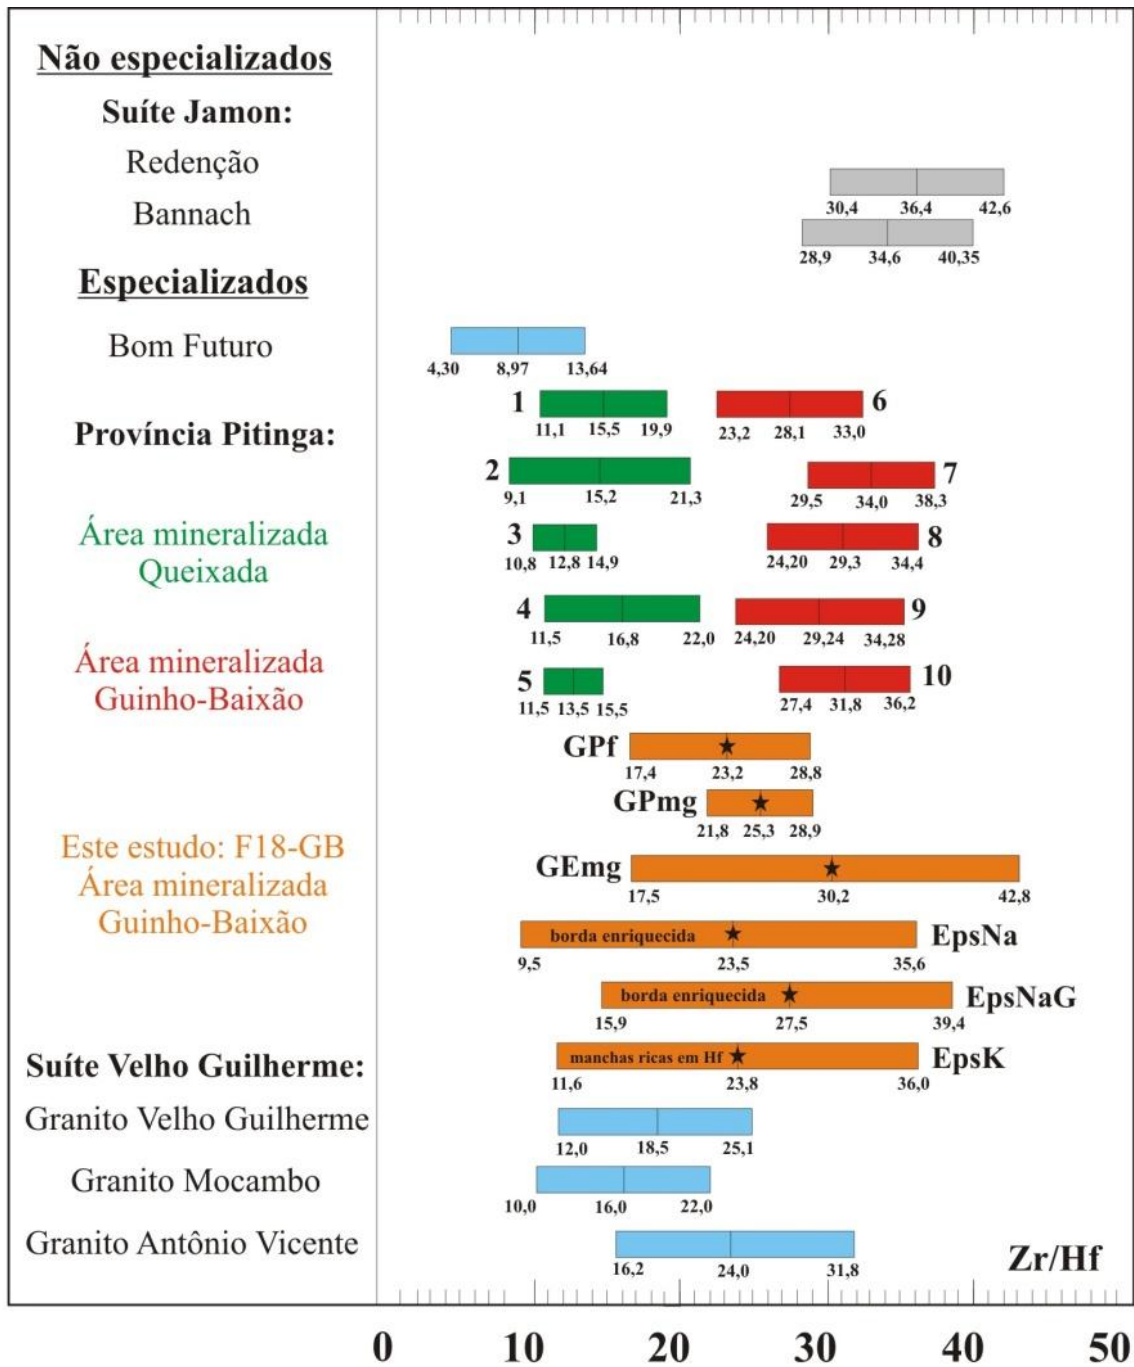 Não especializados
Suíte Jamon:
Redenção
30,4 36,4 42,6
Bannach
28,9 34,6 40,35
Especializados
Bom Futuro
4,30 8,97 13,64
1 6
11,1 15,5 19,9 23,2 28,1 33,0
Província Pitinga:
2 7
9,1 15,2 21,3 29,5 34,0 38,3
Área mineralizada
Queixada
3 8
10,8 12,8 14,9 24,20 29,3 34,4
4 9
11,5 16,8 22,0 24,20 29,24 34,28
Área mineralizada
Guinho-Baixão
5 10
11,5 13,5 15,5 27,4 31,8 36,2
GPf
17,4 23,2 28,8
GPmg
21,8 25,3 28,9
Este estudo: F18-GB
Área mineralizada
Guinho-Baixão
GEmg
17,5 30,2 42,8
borda enriquecida EpsNa
9,5 23,5 35,6
borda enriquecida EpsNaG
15,9 27,5 39,4
manchas ricas em Hf EpsK
11,6 23,8 36,0
Suíte Velho Guilherme:
Granito Velho Guilherme
12,0 18,5 25,1
Granito Mocambo
10,0 16,0 22,0
Granito Antônio Vicente
16,2 24,0 31,8
Zr/Hf
0 10 20 30 40 50